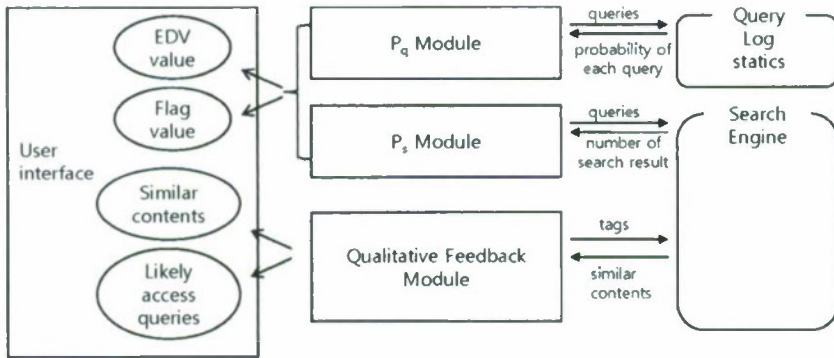 EDV
value
Flag
value
User
interface
Similar
contents
Likely
access
queries
Pq Module
queries
probability of
each query
Query
Log
statics
Ps Module
queries
number of
search result
Search
Engine
Qualitative Feedback
Module
tags
similar
contents